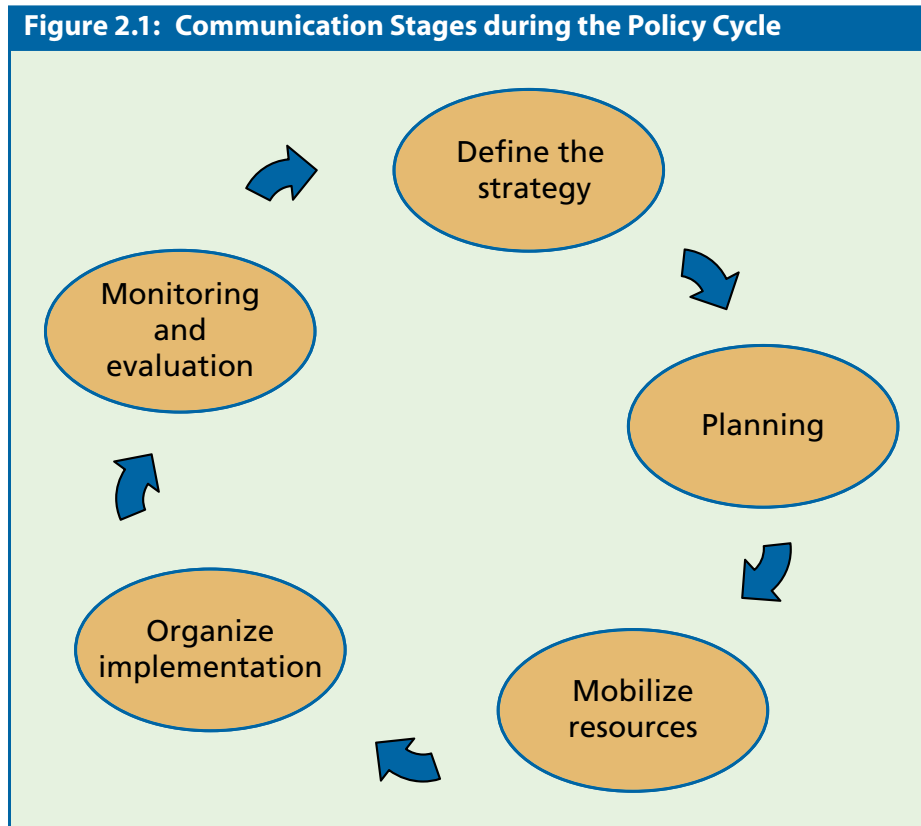 Figure 2.1: Communication Stages during the Policy Cycle
Define the
strategy
Planning
Mobilize
resources
Organize
implementation
Monitoring
and
evaluation